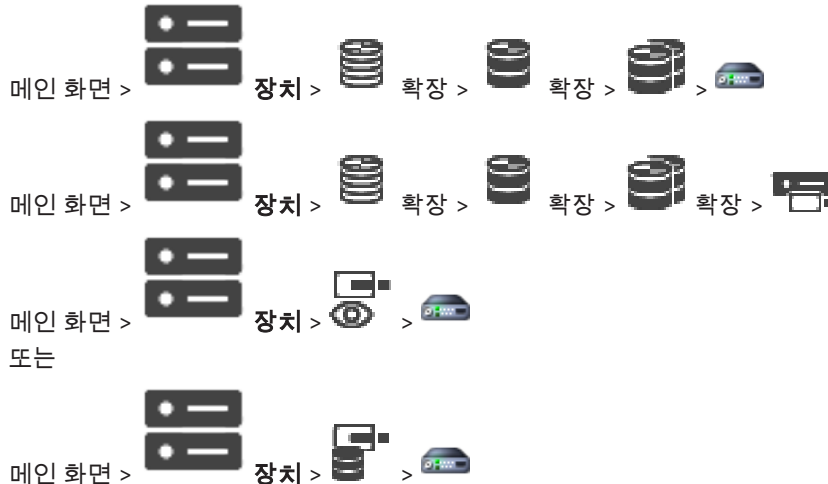 메인 화면 > 장치 > 확장 > 확장 > >
메인 화면 > 장치 > 확장 > 확장 > 확장 >
메인 화면 > 장치 > >
또는
메인 화면 > 장치 > >